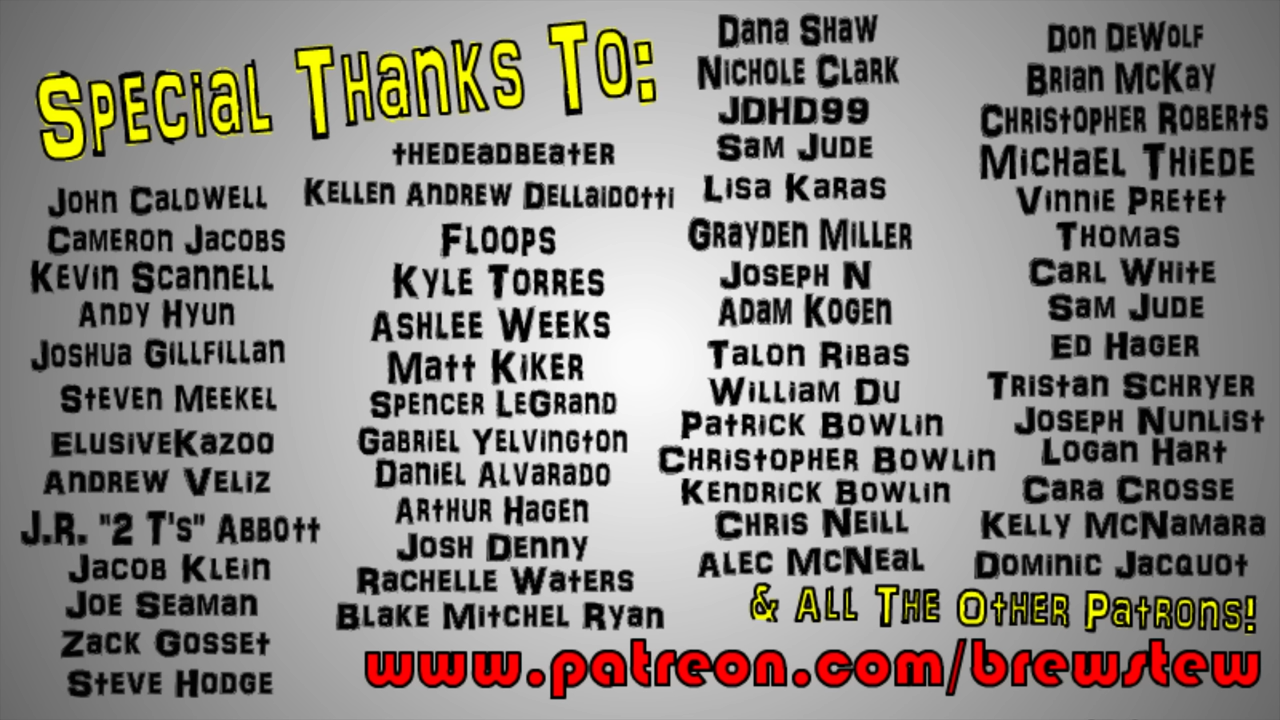 Special Thanks To:
John Caldwell
Cameron Jacobs
Kevin Scannell
Andy Hyun
Joshua Gillfillan
Steven Meekel
ElusiveKazoo
Andrew Veliz
J.R. "2 T's" Abbott
Jacob Klein
Joe Seaman
Zack Gosset
Steve Hodge
thedeadbeater
Kellen Andrew Dellaidotti
Floops
Kyle Torres
Ashlee Weeks
Matt Kiker
Spencer LeGrand
Gabriel Yelvington
Daniel Alvarado
Arthur Hagen
Josh Denny
Rachelle Waters
Blake Mitchel Ryan
Dana Shaw
Nichole Clark
JDHD99
Sam Jude
Lisa Karas
Grayden Miller
Joseph N
Adam Kogen
Talon Ribas
William Du
Patrick Bowlin
Christopher Bowlin
Kendrick Bowlin
Chris Neill
Alec McNeal
Don DeWolf
Brian McKay
Christopher Roberts
Michael Thiede
Vinnie Pretet
Thomas
Carl White
Sam Jude
Ed Hager
Tristan Schryer
Joseph Nunlist
Logan Hart
Cara Crosse
Kelly McNamara
Dominic Jacquot
& All The Other Patrons!
www.patreon.com/brewstew